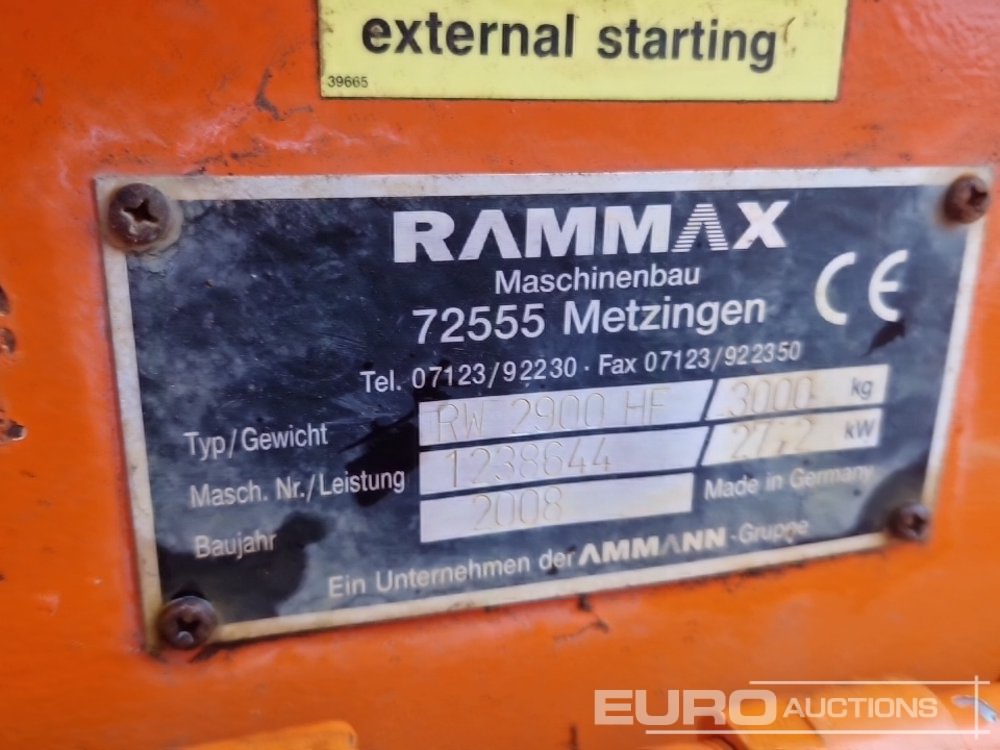 external starting
39665
RAMMAX
Maschinenbau
72555 Metzingen
CE
Tel. 07123/92230 · Fax 07123/922350
Typ/Gewicht RW 2900 HF 3000 kg
Masch. Nr./Leistung 1238644 27,2 kW
Baujahr 2008 Made in Germany
Ein Unternehmen der AMMANN-Gruppe
EURO AUCTIONS